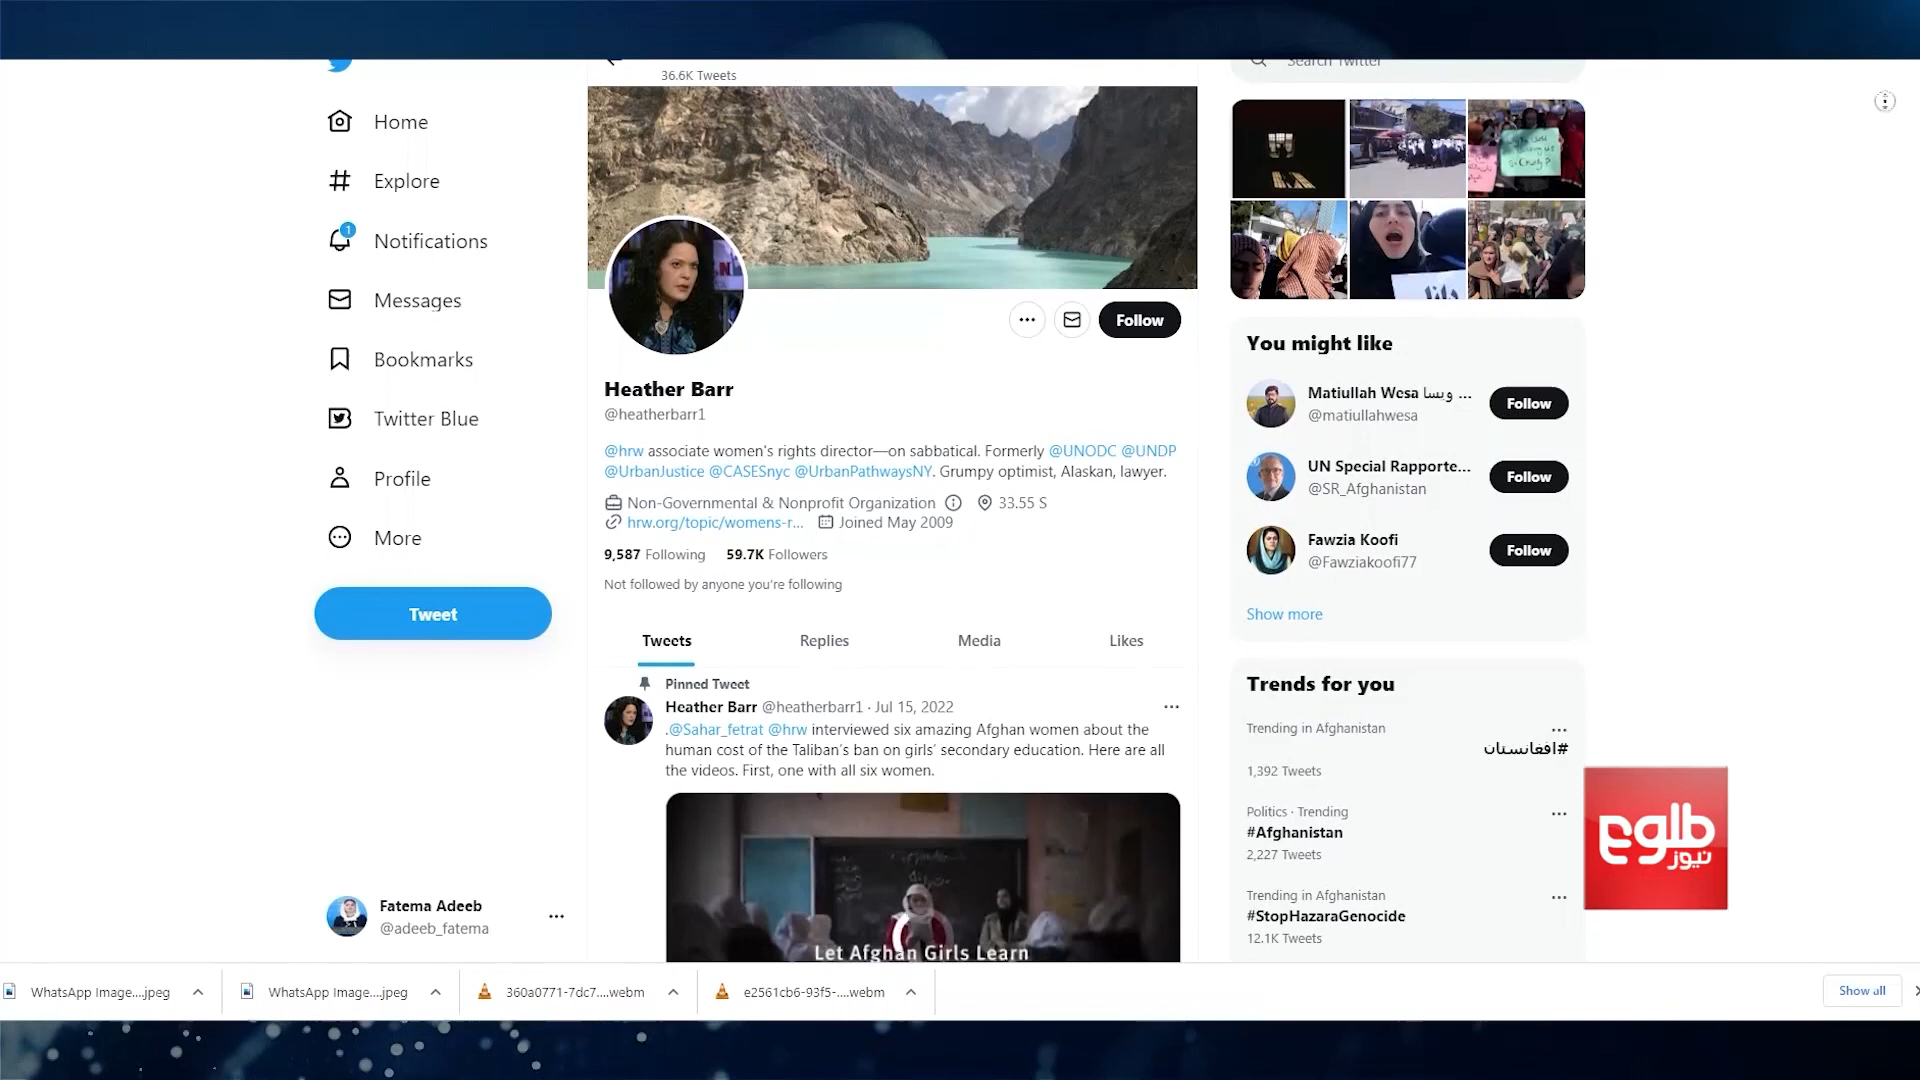 36.6K Tweets
Search Twitter
Home
Explore
1
Notifications
Messages
Bookmarks
Twitter Blue
Profile
More
Tweet
Fatema Adeeb
@adeeb_fatema
Follow
Heather Barr
@heatherbarr1
@hrw associate women's rights director—on sabbatical. Formerly @UNODC @UNDP
@UrbanJustice @CASESnyc @UrbanPathwaysNY. Grumpy optimist, Alaskan, lawyer.
Non-Governmental & Nonprofit Organization 33.55 S
hrw.org/topic/womens-r... Joined May 2009
9,587 Following 59.7K Followers
Not followed by anyone you're following
Tweets Replies Media Likes
Pinned Tweet
Heather Barr @heatherbarr1 · Jul 15, 2022
.@Sahar_fetrat @hrw interviewed six amazing Afghan women about the
human cost of the Taliban's ban on girls' secondary education. Here are all
the videos. First, one with all six women.
Let Afghan Girls Learn
You might like
Matiullah Wesa ویسا ...
@matiullahwesa
Follow
UN Special Rapporte...
@SR_Afghanistan
Follow
Fawzia Koofi
@Fawziakoofi77
Follow
Show more
Trends for you
Trending in Afghanistan
#افغانستان
1,392 Tweets
Politics · Trending
#Afghanistan
2,227 Tweets
Trending in Afghanistan
#StopHazaraGenocide
12.1K Tweets
طلوع
نیوز
WhatsApp Image....jpeg
WhatsApp Image....jpeg
360a0771-7dc7....webm
e2561cb6-93f5-....webm
Show all